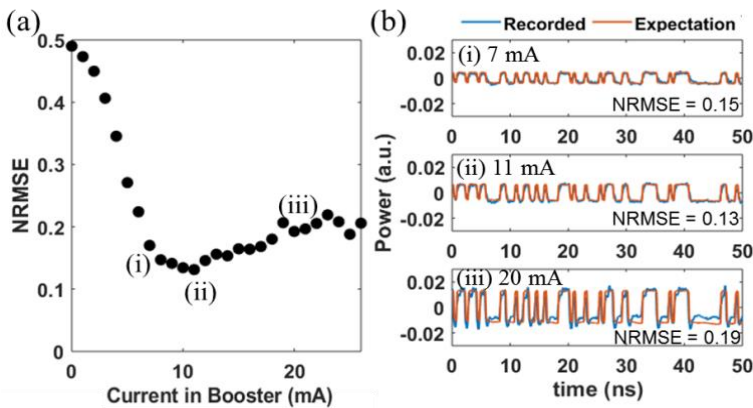 (a)
0.5
0.4
0.3
0.2
0.1
0
NRMSE
(i)
(ii)
(iii)
0
10
20
Current in Booster (mA)
(b)
Recorded
Expectation
Power (a.u.)
0.02
0
-0.02
(i) 7 mA
NRMSE = 0.15
0 10 20 30 40 50
0.02
0
-0.02
(ii) 11 mA
NRMSE = 0.13
0 10 20 30 40 50
0.02
0
-0.02
(iii) 20 mA
NRMSE = 0.19
0 10 20 30 40 50
time (ns)